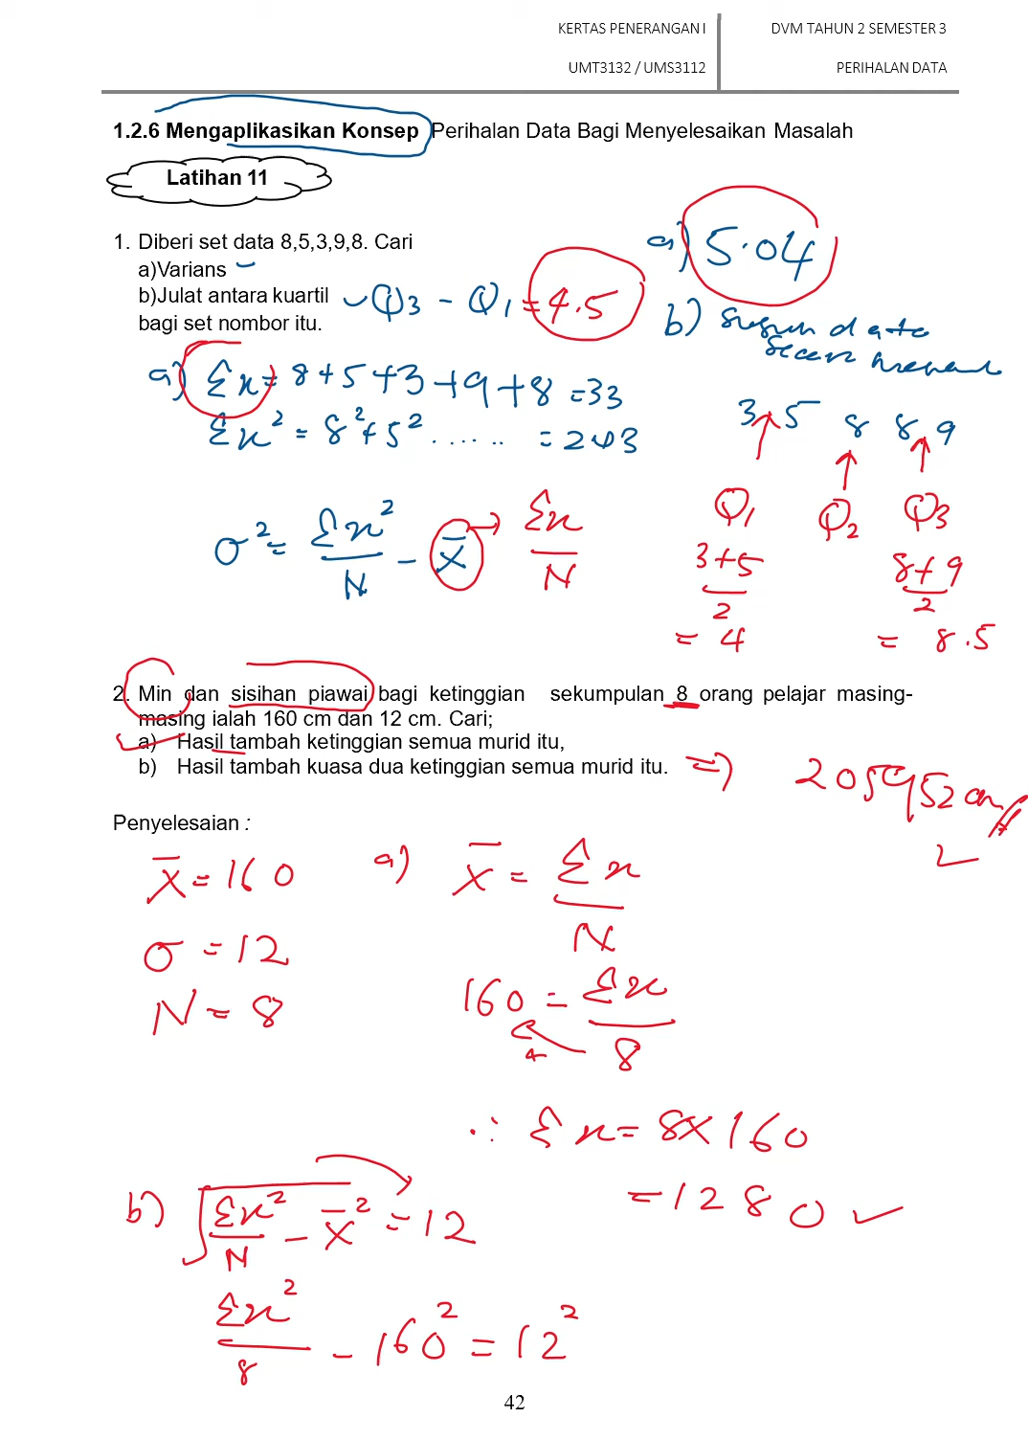 KERTAS PENERANGAN I
DVM TAHUN 2 SEMESTER 3
UMT3132 / UMS3112
PERIHALAN DATA
1.2.6 Mengaplikasikan Konsep Perihalan Data Bagi Menyelesaikan Masalah
Latihan 11
1. Diberi set data 8,5,3,9,8. Cari
a)Varians
b)Julat antara kuartil
bagi set nombor itu.
Q3 - Q1 = 4.5
a) 5.04
b) susun data
secara
a) Σx = 8+5+3+9+8 = 33
Σx² = 8²+5² ...... = 243
3 5 8 8 9
Q1 Q2 Q3
σ² = Σx²/N - x̄ → Σx/N
3+5/2
= 4
8+9/2
= 8.5
2. Min dan sisihan piawai bagi ketinggian sekumpulan 8 orang pelajar masing-
masing ialah 160 cm dan 12 cm. Cari;
a) Hasil tambah ketinggian semua murid itu,
b) Hasil tambah kuasa dua ketinggian semua murid itu.
⇒ 205952 cm
Penyelesaian :
x̄ = 160
σ = 12
N = 8
a) x̄ = Σx/N
160 = Σx/8
∴ Σx = 8×160
= 1280
b) √Σx²/N - x̄² = 12
Σx²/8 - 160² = 12²
42